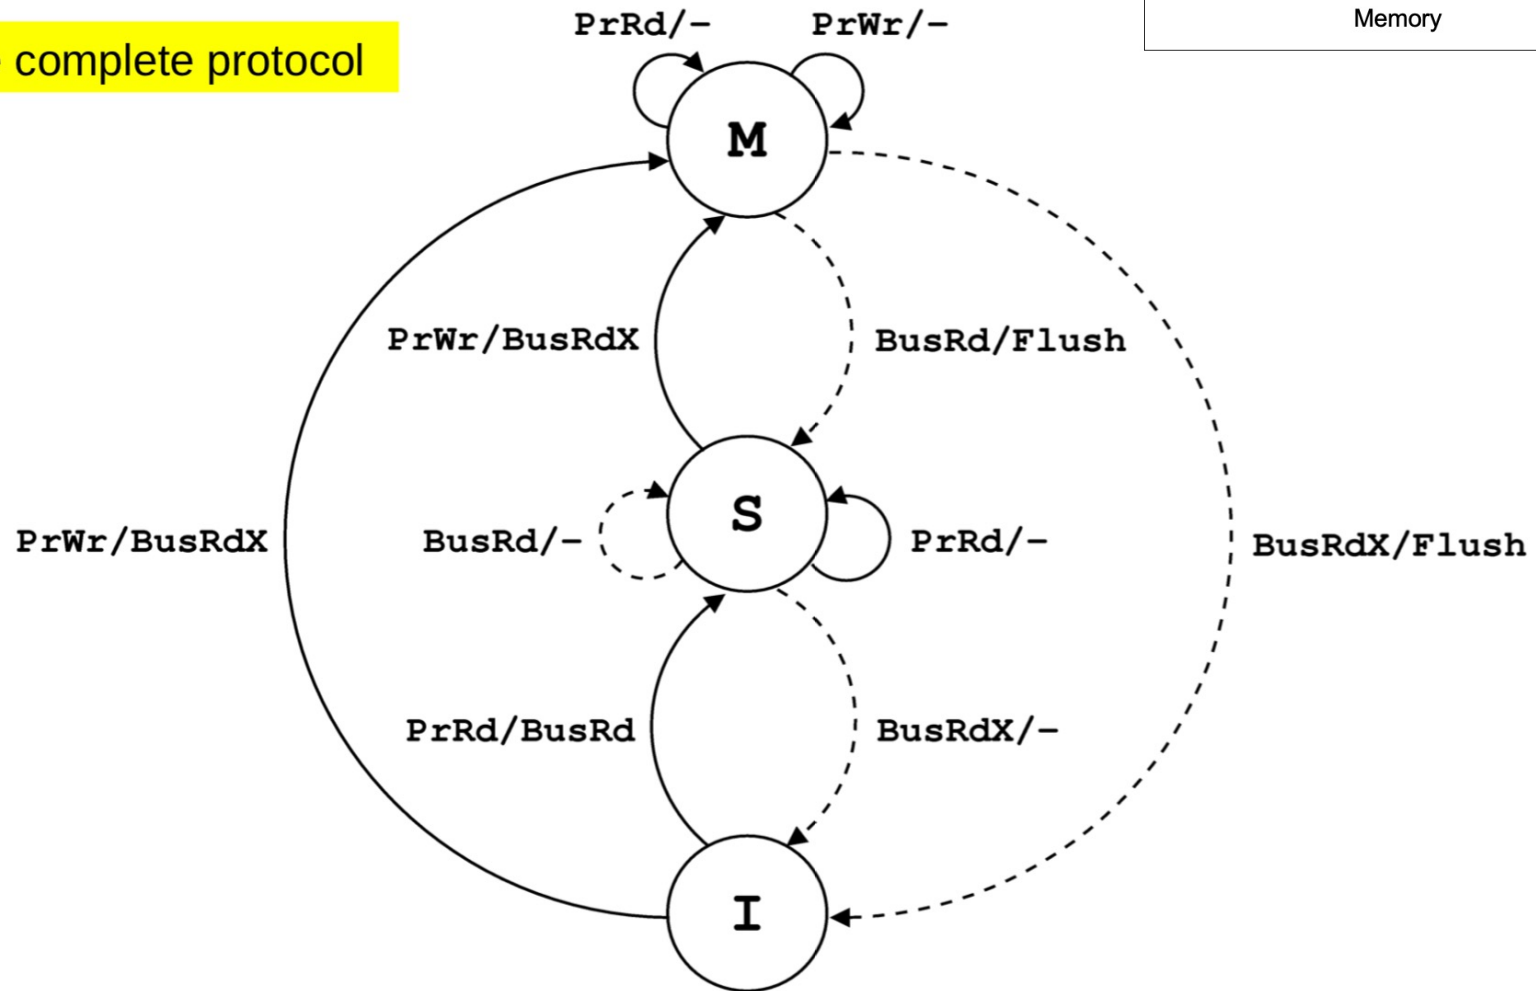 complete protocol
Memory
PrRd/-
PrWr/-
M
PrWr/BusRdX
BusRd/Flush
PrWr/BusRdX
BusRd/-
S
PrRd/-
BusRdX/Flush
PrRd/BusRd
BusRdX/-
I